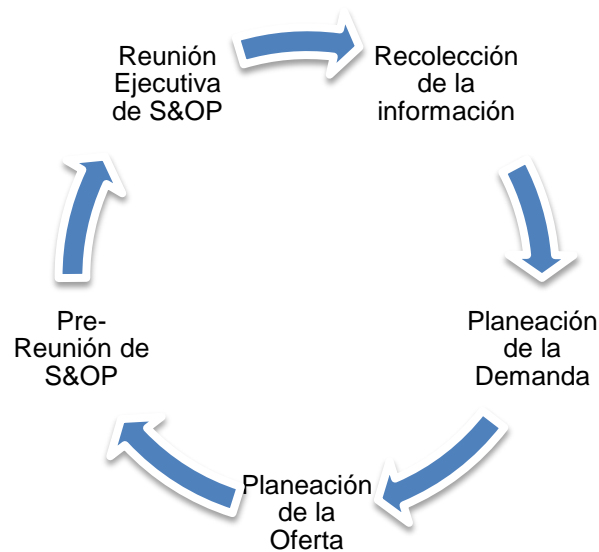 Reunión
Ejecutiva
de S&OP
Recolección
de la
información
Planeación
de la
Demanda
Planeación
de la
Oferta
Pre-
Reunión de
S&OP